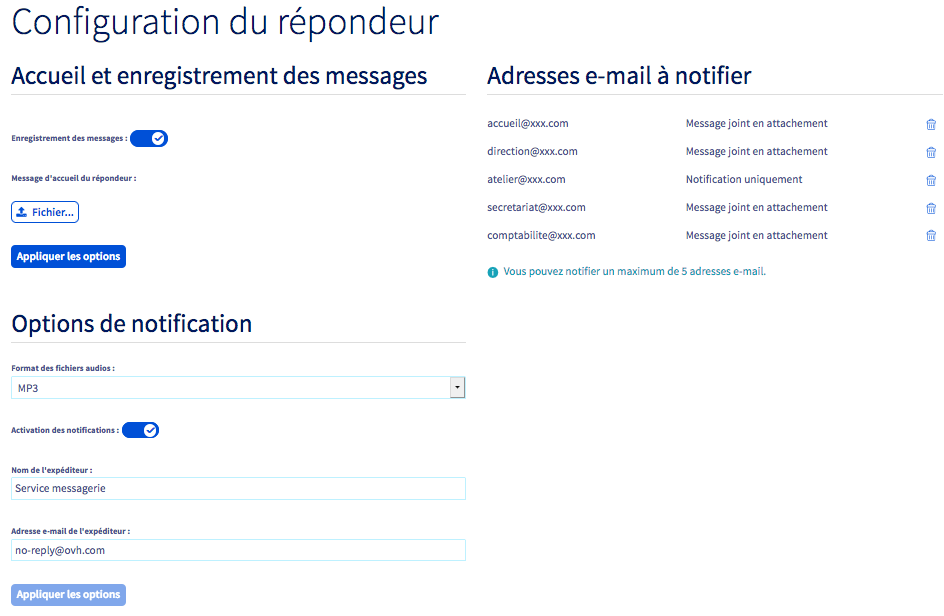 Configuration du répondeur
Accueil et enregistrement des messages
Enregistrement des messages :
Message d'accueil du répondeur :
Fichier...
Appliquer les options
Options de notification
Format des fichiers audios :
MP3
Activation des notifications :
Nom de l'expéditeur :
Service messagerie
Adresse e-mail de l'expéditeur :
no-reply@ovh.com
Appliquer les options
Adresses e-mail à notifier
accueil@xxx.com Message joint en attachement
direction@xxx.com Message joint en attachement
atelier@xxx.com Notification uniquement
secretariat@xxx.com Message joint en attachement
comptabilite@xxx.com Message joint en attachement
Vous pouvez notifier un maximum de 5 adresses e-mail.